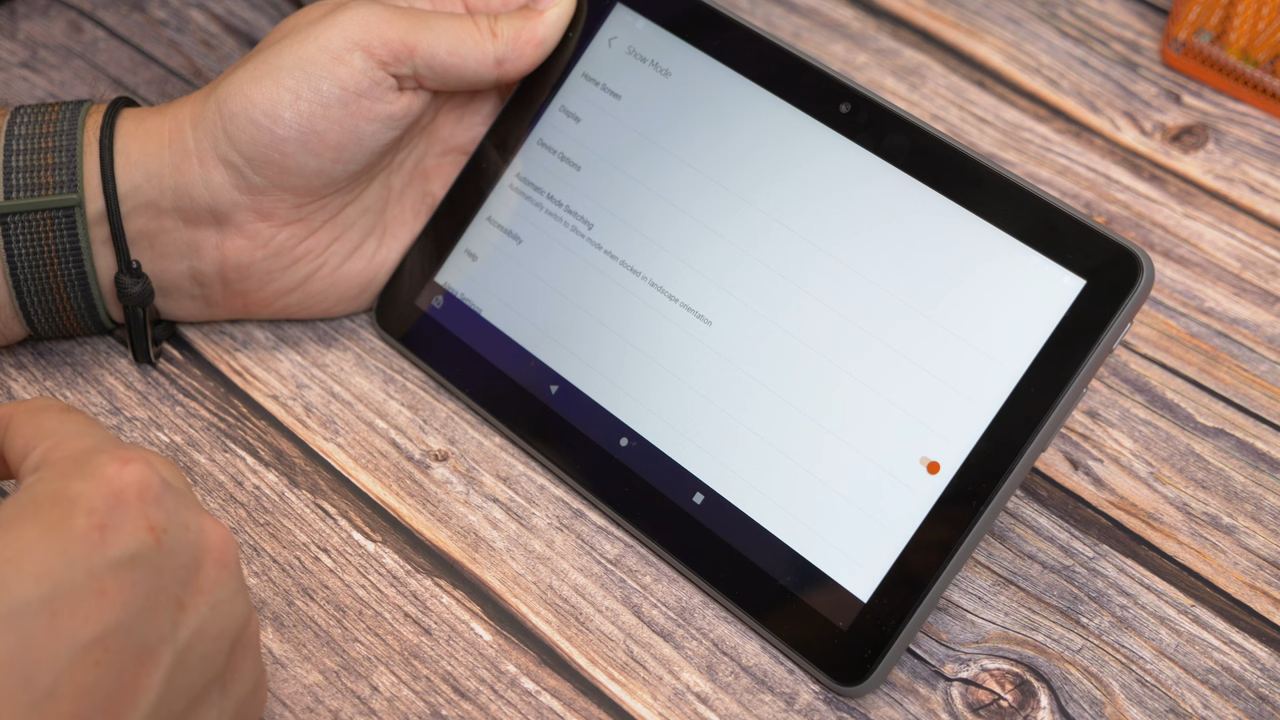 Show Mode
Home Screen
Display
Device Options
Automatic Mode Switching
Automatically switch to Show mode when docked in landscape orientation
Accessibility
Help